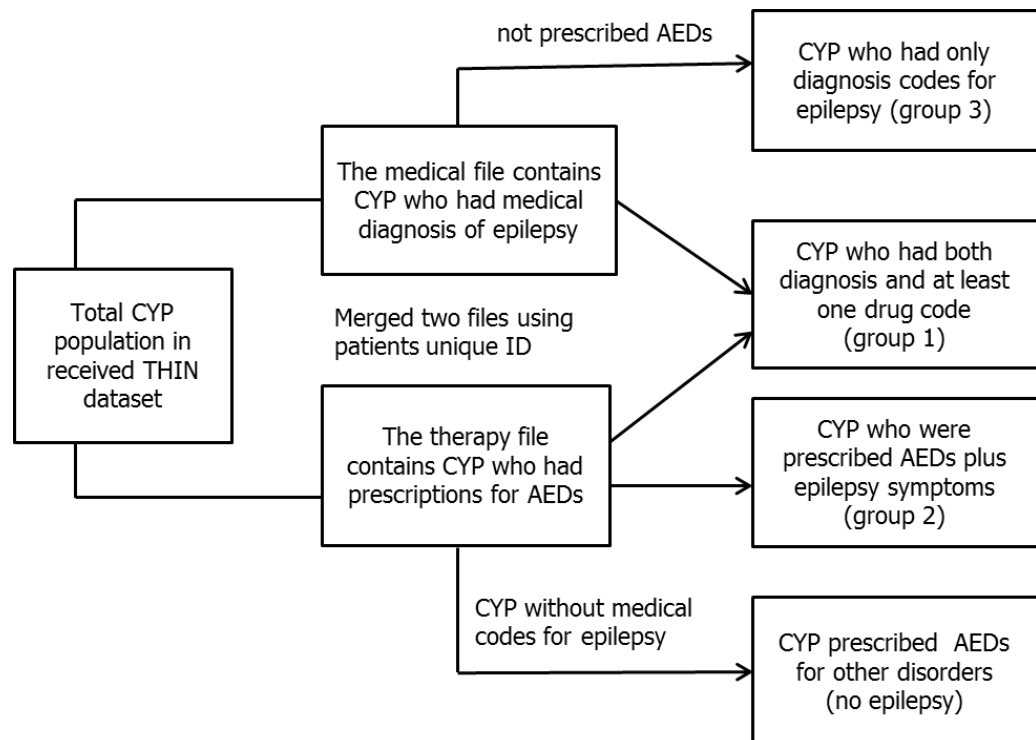 not prescribed AEDs
CYP who had only
diagnosis codes for
epilepsy (group 3)
The medical file contains
CYP who had medical
diagnosis of epilepsy
CYP who had both
diagnosis and at least
one drug code
(group 1)
Total CYP
population in
received THIN
dataset
Merged two files using
patients unique ID
The therapy file
contains CYP who had
prescriptions for AEDs
CYP who were
prescribed AEDs plus
epilepsy symptoms
(group 2)
CYP without medical
codes for epilepsy
CYP prescribed AEDs
for other disorders
(no epilepsy)